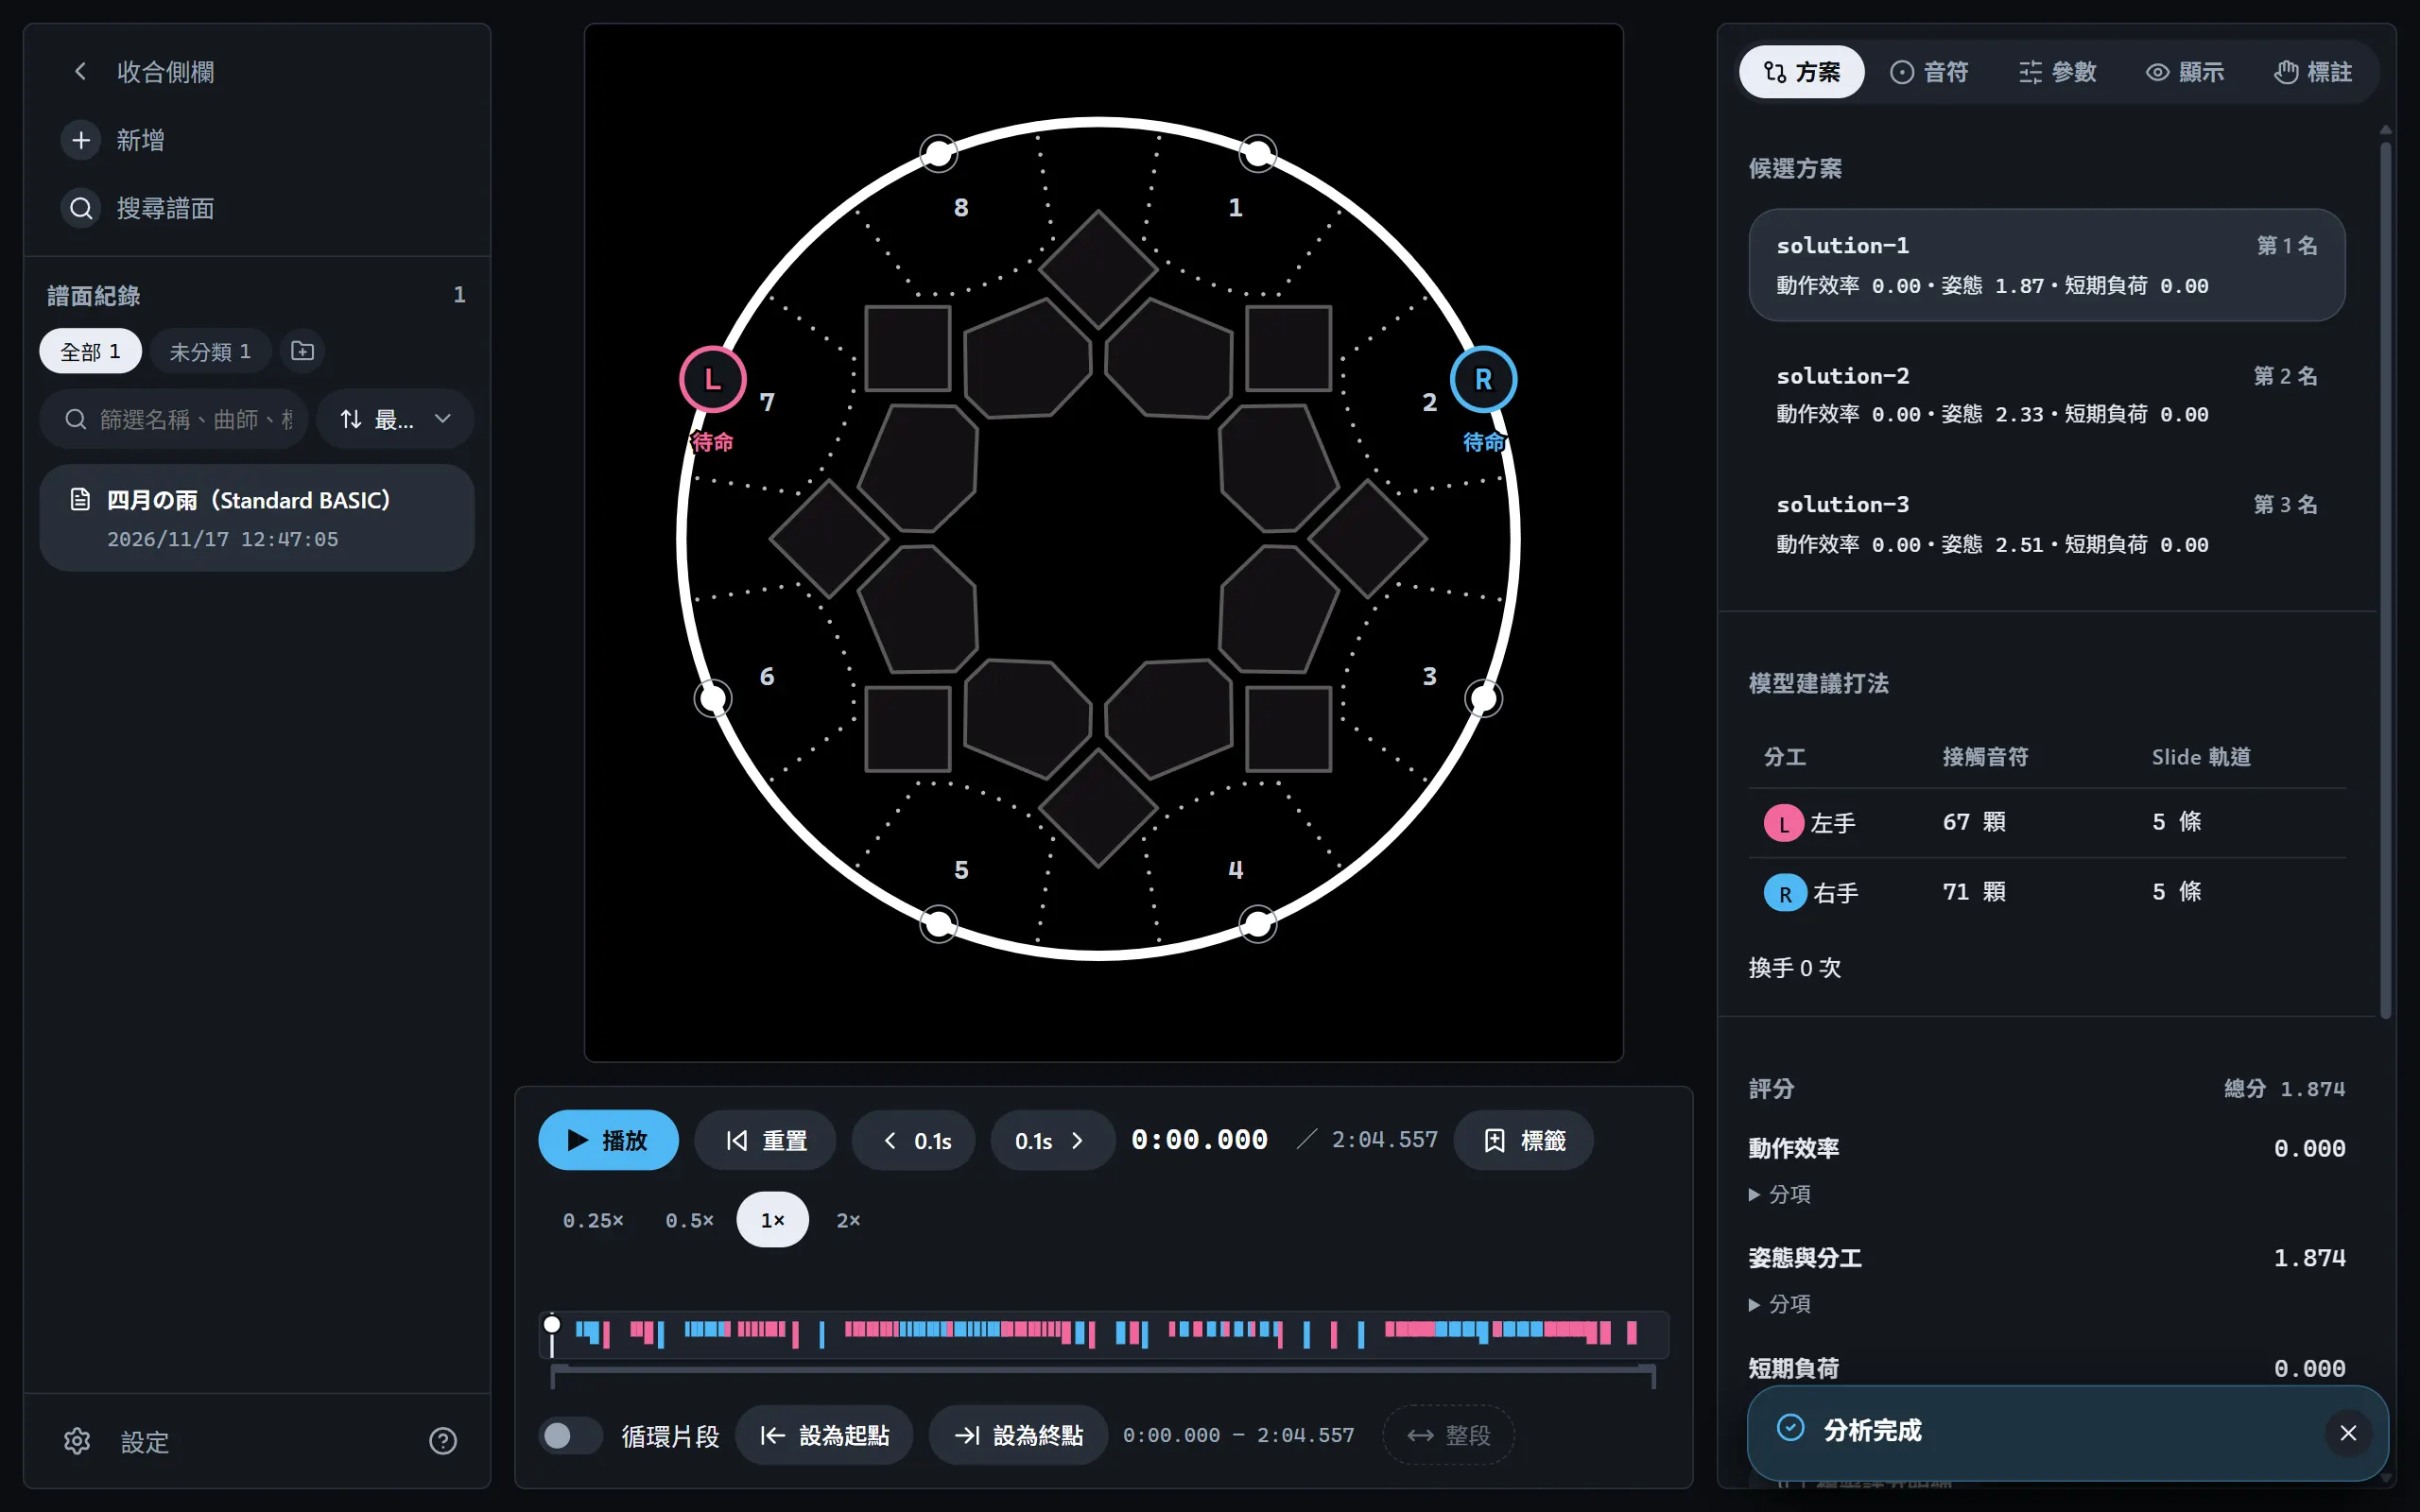 收合側欄
新增
搜尋譜面
譜面紀錄 1
全部 1
未分類 1
篩選名稱、曲師、
最...
四月の雨（Standard BASIC）
2026/11/17 12:47:05
設定
8
1
L
7
待命
2
R
待命
6
3
5
4
播放
重置
0.1s
0.1s
0:00.000 / 2:04.557
標籤
0.25×
0.5×
1×
2×
循環片段
設為起點
設為終點
0:00.000 – 2:04.557
整段
方案
音符
參數
顯示
標註
候選方案
solution-1 第 1 名
動作效率 0.00・姿態 1.87・短期負荷 0.00
solution-2 第 2 名
動作效率 0.00・姿態 2.33・短期負荷 0.00
solution-3 第 3 名
動作效率 0.00・姿態 2.51・短期負荷 0.00
模型建議打法
分工 接觸音符 Slide 軌道
L 左手 67 顆 5 條
R 右手 71 顆 5 條
換手 0 次
評分 總分 1.874
動作效率 0.000
分項
姿態與分工 1.874
分項
短期負荷 0.000
分析完成